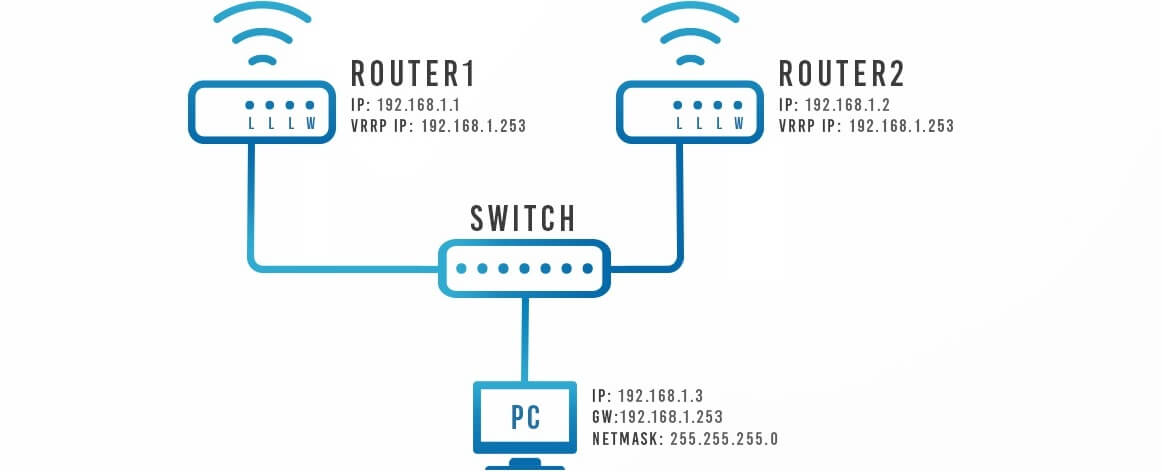 ROUTER1
IP: 192.168.1.1
VRRP IP: 192.168.1.253
L L L W
ROUTER2
IP: 192.168.1.2
VRRP IP: 192.168.1.253
L L L W
SWITCH
PC
IP: 192.168.1.3
GW:192.168.1.253
NETMASK: 255.255.255.0